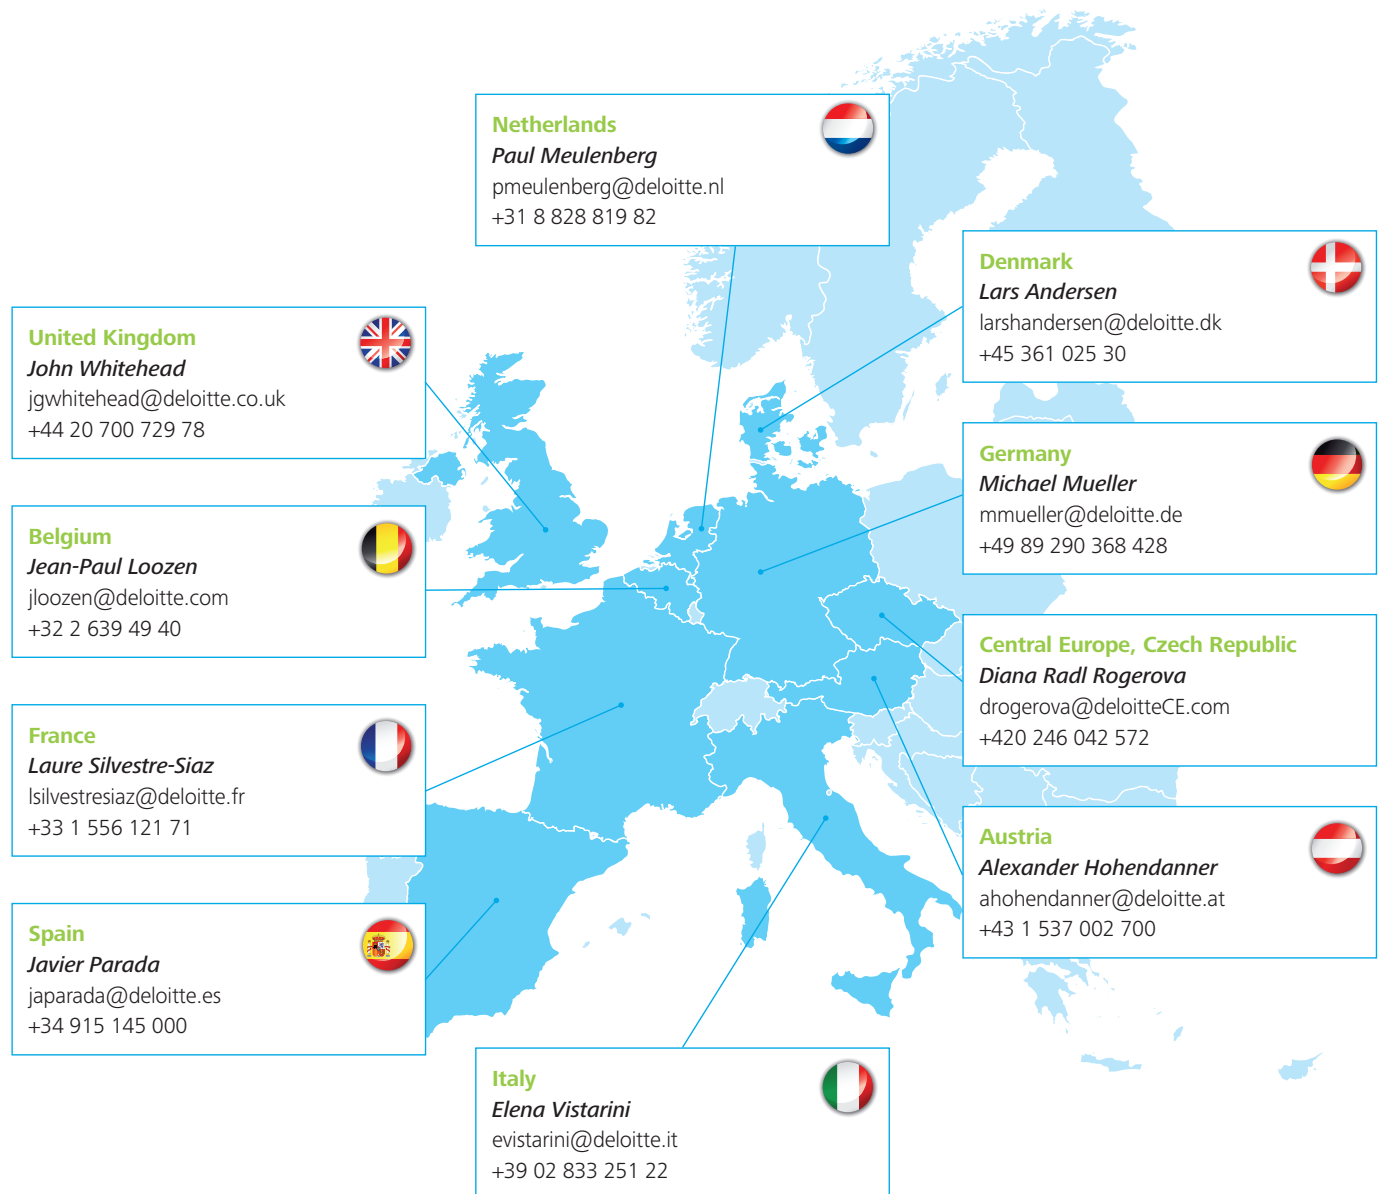 Netherlands
Paul Meulenberg
pmeulenberg@deloitte.nl
+31 8 828 819 82
Denmark
Lars Andersen
larshandersen@deloitte.dk
+45 361 025 30
United Kingdom
John Whitehead
jgwhitehead@deloitte.co.uk
+44 20 700 729 78
Germany
Michael Mueller
mmueller@deloitte.de
+49 89 290 368 428
Belgium
Jean-Paul Loozen
jloozen@deloitte.com
+32 2 639 49 40
Central Europe, Czech Republic
Diana Radl Rogerova
drogerova@deloitteCE.com
+420 246 042 572
France
Laure Silvestre-Siaz
lsilvestresiaz@deloitte.fr
+33 1 556 121 71
Austria
Alexander Hohendanner
ahohendanner@deloitte.at
+43 1 537 002 700
Spain
Javier Parada
japarada@deloitte.es
+34 915 145 000
Italy
Elena Vistarini
evistarini@deloitte.it
+39 02 833 251 22